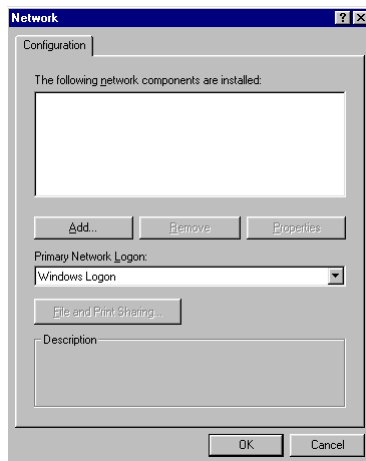 Network
Configuration
The following network components are installed:
Add... Remove Properties
Primary Network Logon:
Windows Logon
File and Print Sharing...
Description
OK Cancel